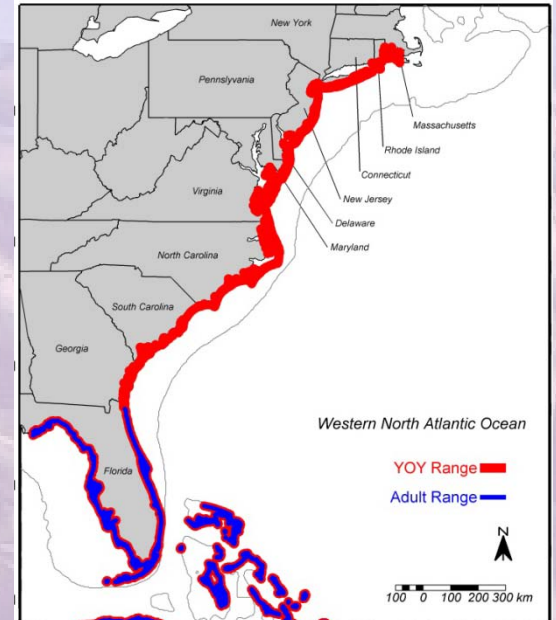 New York
Pennslyvania
Massachusetts
Rhode Island
Connecticut
New Jersey
Virginia
Delaware
Maryland
North Carolina
South Carolina
Georgia
Western North Atlantic Ocean
Florida
YOY Range
Adult Range
N
100 0 100 200 300 km